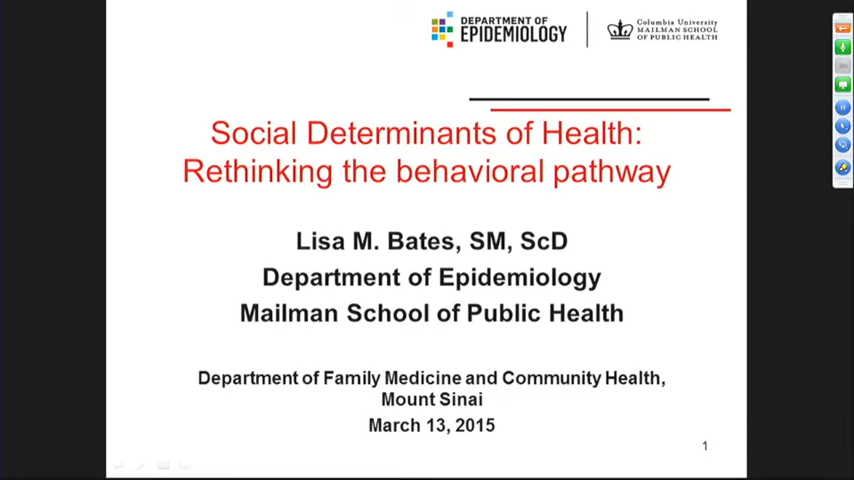 DEPARTMENT OF
EPIDEMIOLOGY
Columbia University
MAILMAN SCHOOL
OF PUBLIC HEALTH
Social Determinants of Health:
Rethinking the behavioral pathway
Lisa M. Bates, SM, ScD
Department of Epidemiology
Mailman School of Public Health
Department of Family Medicine and Community Health,
Mount Sinai
March 13, 2015
1